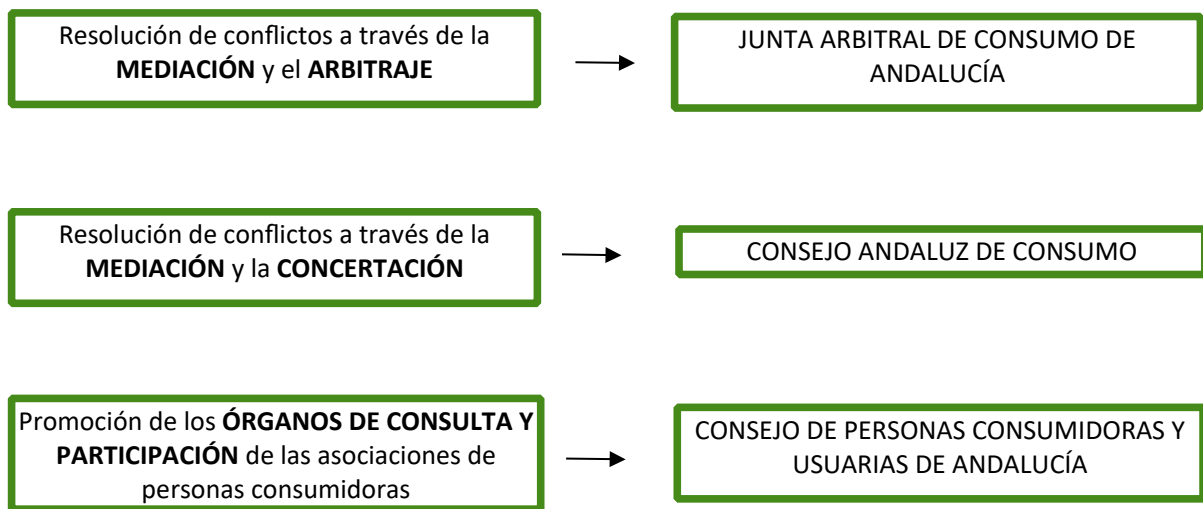 Resolución de conflictos a través de la
MEDIACIÓN y el ARBITRAJE
JUNTA ARBITRAL DE CONSUMO DE
ANDALUCÍA
Resolución de conflictos a través de la
MEDIACIÓN y la CONCERTACIÓN
CONSEJO ANDALUZ DE CONSUMO
Promoción de los ÓRGANOS DE CONSULTA Y
PARTICIPACIÓN de las asociaciones de
personas consumidoras
CONSEJO DE PERSONAS CONSUMIDORAS Y
USUARIAS DE ANDALUCÍA